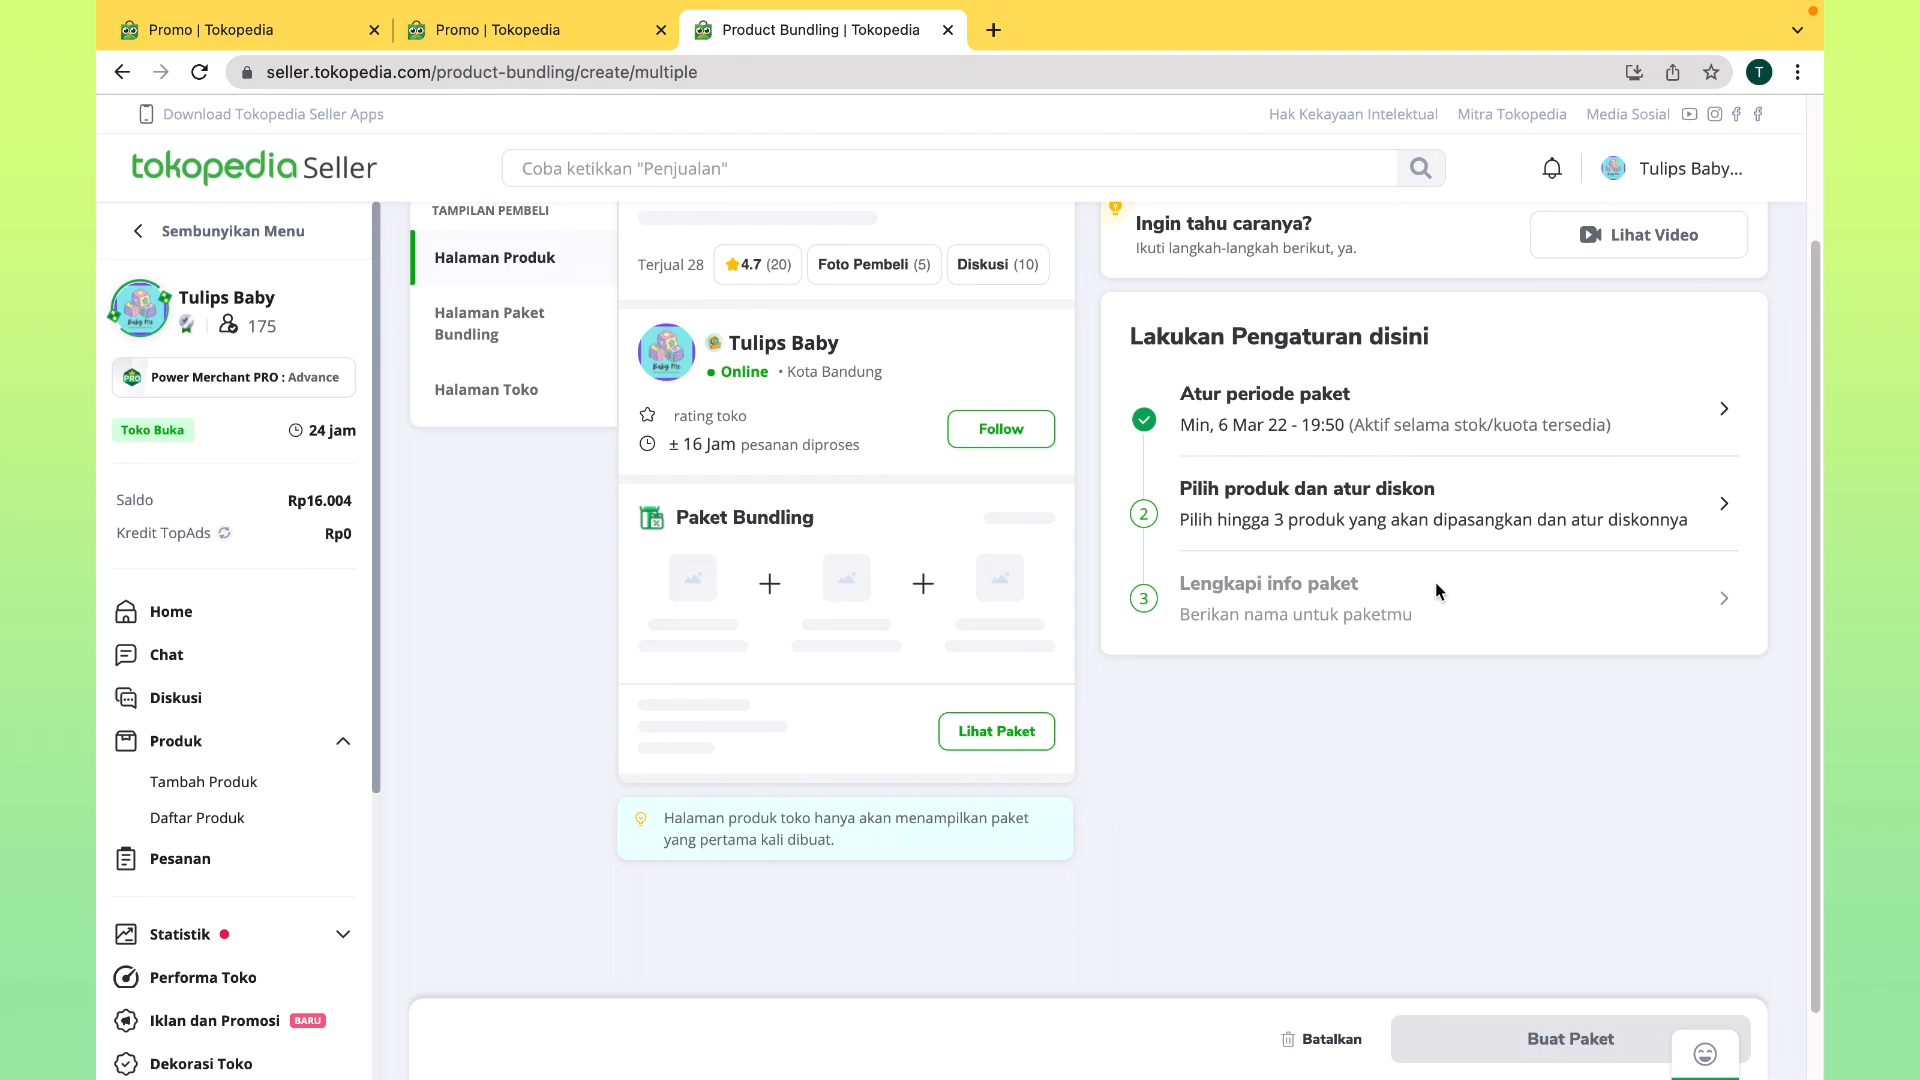 Promo | Tokopedia
Promo | Tokopedia
Product Bundling | Tokopedia
seller.tokopedia.com/product-bundling/create/multiple
T
Download Tokopedia Seller Apps
Hak Kekayaan Intelektual
Mitra Tokopedia
Media Sosial
tokopedia Seller
Coba ketikkan "Penjualan"
Tulips Baby...
Sembunyikan Menu
Tulips Baby
175
PRO
Power Merchant PRO : Advance
Toko Buka
24 jam
Saldo
Rp16.004
Kredit TopAds
Rp0
Home
Chat
Diskusi
Produk
Tambah Produk
Daftar Produk
Pesanan
Statistik
Performa Toko
Iklan dan Promosi BARU
Dekorasi Toko
TAMPILAN PEMBELI
Halaman Produk
Halaman Paket
Bundling
Halaman Toko
Terjual 28
4.7 (20)
Foto Pembeli (5)
Diskusi (10)
Baby Me
Tulips Baby
Online • Kota Bandung
rating toko
± 16 Jam pesanan diproses
Follow
Paket Bundling
+
+
Lihat Paket
Halaman produk toko hanya akan menampilkan paket
yang pertama kali dibuat.
Ingin tahu caranya?
Ikuti langkah-langkah berikut, ya.
Lihat Video
Lakukan Pengaturan disini
Atur periode paket
Min, 6 Mar 22 - 19:50 (Aktif selama stok/kuota tersedia)
2
Pilih produk dan atur diskon
Pilih hingga 3 produk yang akan dipasangkan dan atur diskonnya
3
Lengkapi info paket
Berikan nama untuk paketmu
Batalkan
Buat Paket